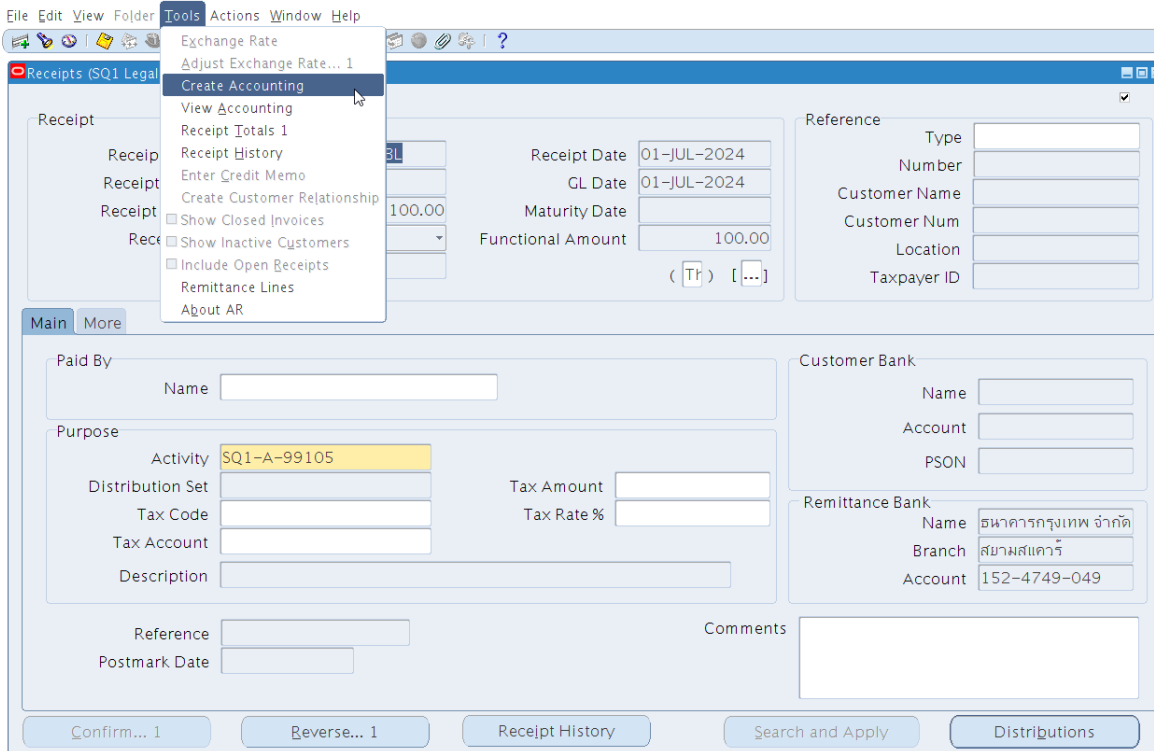 File Edit View Folder Tools Actions Window Help
Exchange Rate
Adjust Exchange Rate... 1
Create Accounting
View Accounting
Receipt Totals 1
Receipt History
Enter Credit Memo
Create Customer Relationship
Show Closed Invoices
Show Inactive Customers
Include Open Receipts
Remittance Lines
About AR
Receipts (SQ1 Legal
Receipt
Receip BL
Receipt
Receipt 100.00
Rece
Receipt Date 01-JUL-2024
GL Date 01-JUL-2024
Maturity Date
Functional Amount 100.00
( Th ) [ ... ]
Reference
Type
Number
Customer Name
Customer Num
Location
Taxpayer ID
Main More
Paid By
Name
Purpose
Activity SQ1-A-99105
Distribution Set
Tax Code
Tax Account
Description
Tax Amount
Tax Rate %
Customer Bank
Name
Account
PSON
Remittance Bank
Name ธนาคารกรุงเทพ จำกัด
Branch สยามสแควร์
Account 152-4749-049
Reference
Postmark Date
Comments
Confirm... 1 Reverse... 1 Receipt History Search and Apply Distributions